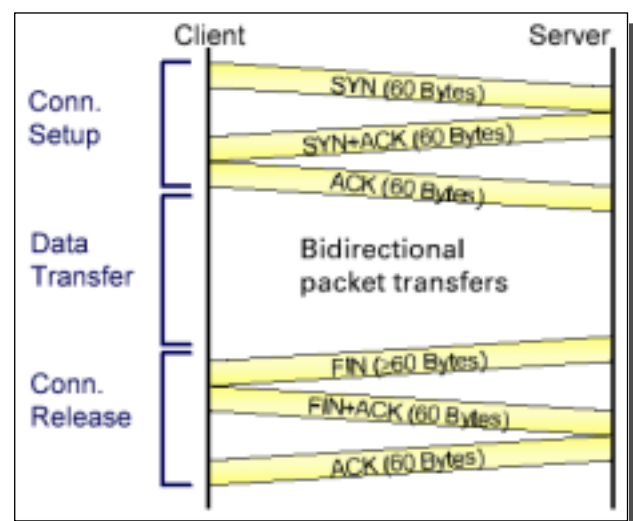 Client
Server
Conn.
Setup
SYN (60 Bytes)
SYN+ACK (60 Bytes)
ACK (60 Bytes)
Data
Transfer
Bidirectional
packet transfers
Conn.
Release
FIN (≥60 Bytes)
FIN+ACK (60 Bytes)
ACK (60 Bytes)